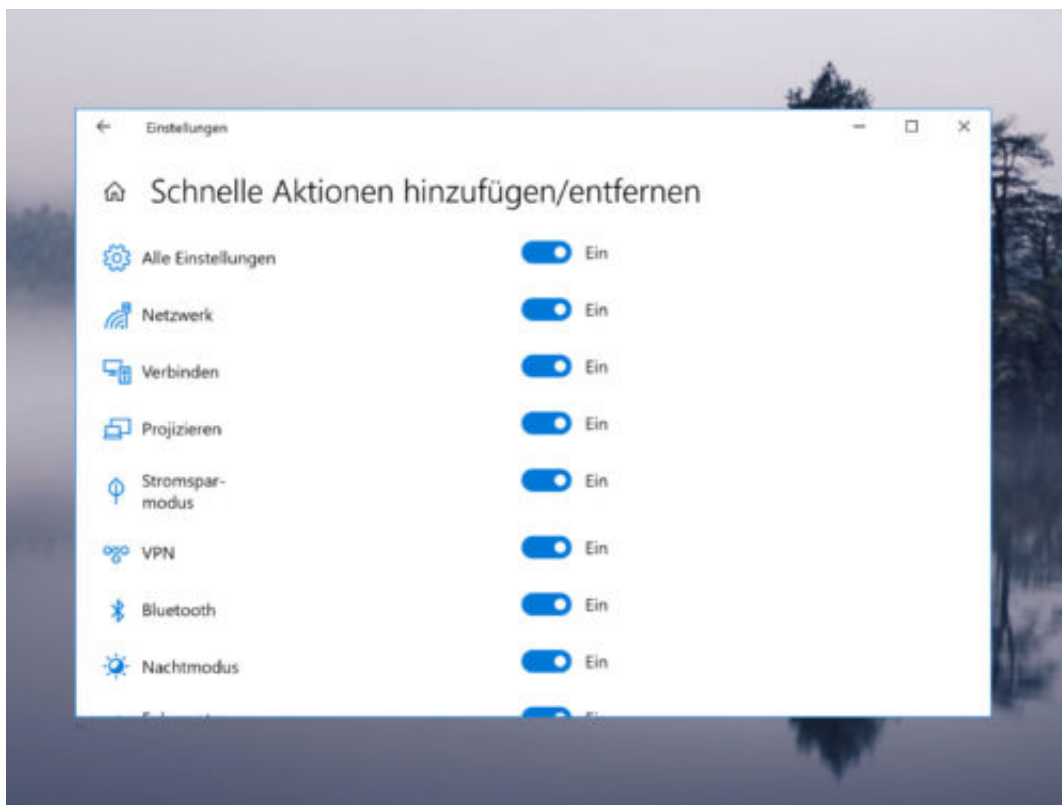 Einstellungen
Schnelle Aktionen hinzufügen/entfernen
Alle Einstellungen
Ein
Netzwerk
Ein
Verbinden
Ein
Projizieren
Ein
Stromspar-
modus
Ein
VPN
Ein
Bluetooth
Ein
Nachtmodus
Ein